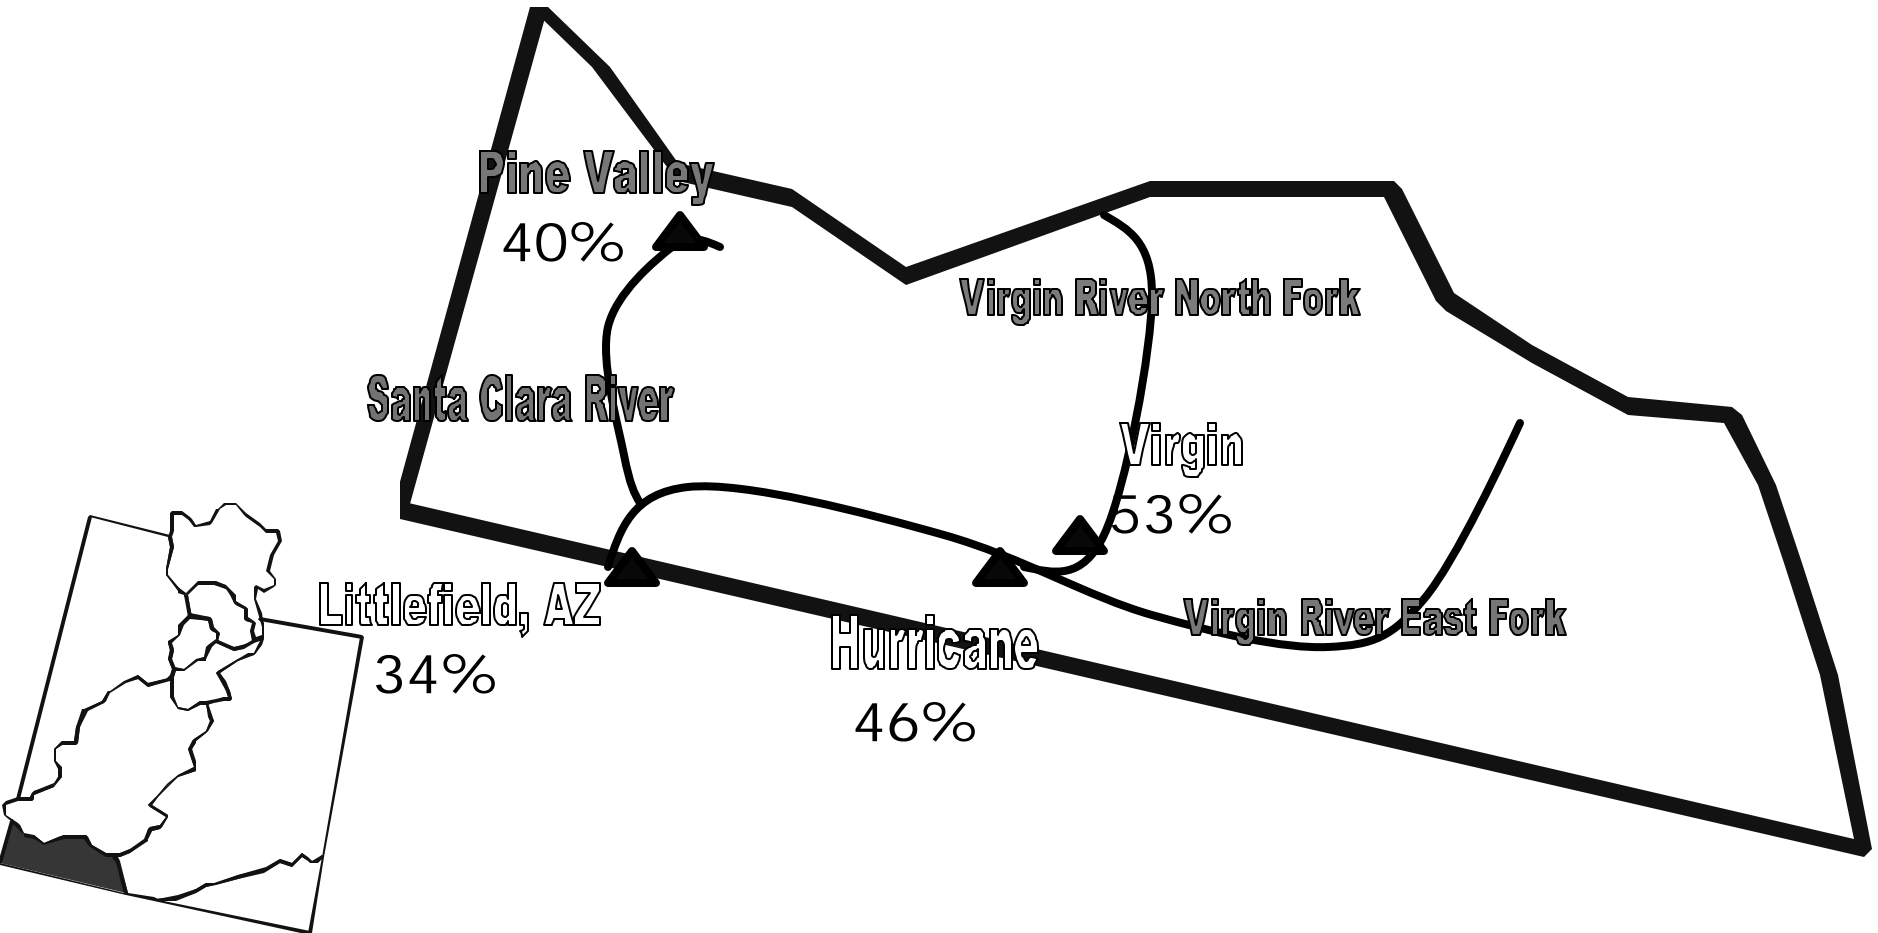 Pine Valley
40%
Virgin River North Fork
Santa Clara River
Virgin
53%
Littlefield, AZ
34%
Hurricane
46%
Virgin River East Fork